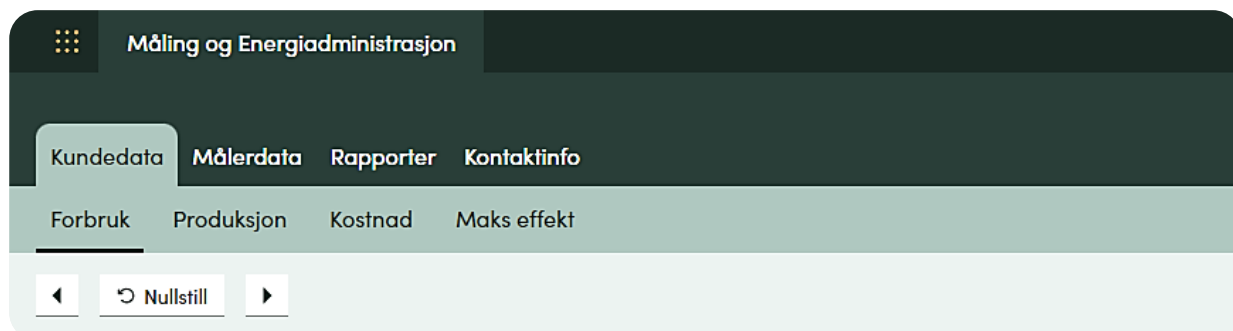 Måling og Energiadministrasjon
Kundedata Målerdata Rapporter Kontaktinfo
Forbruk Produksjon Kostnad Maks effekt
Nullstill